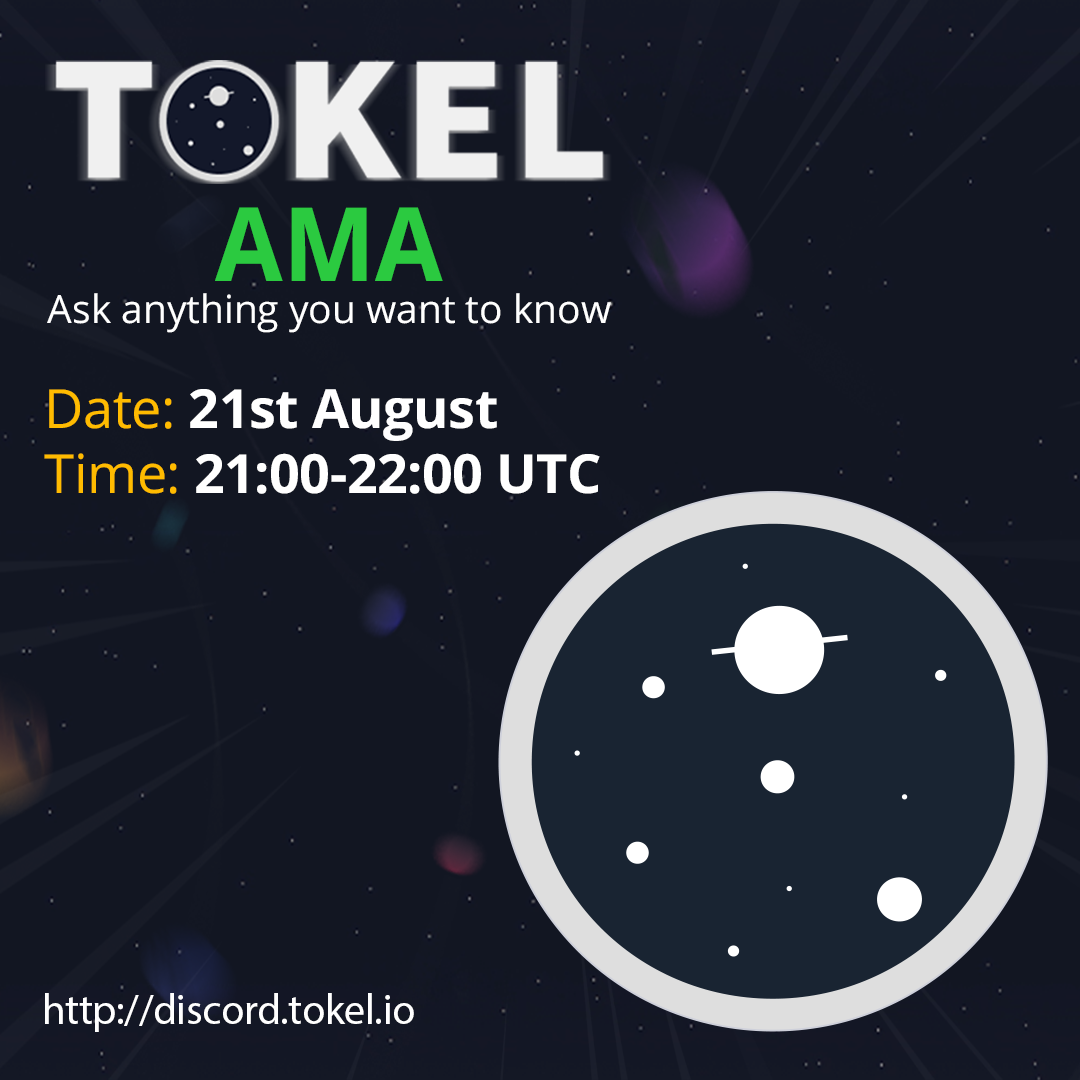 TOKEL
AMA
Ask anything you want to know
Date: 21st August
Time: 21:00-22:00 UTC
http://discord.tokel.io